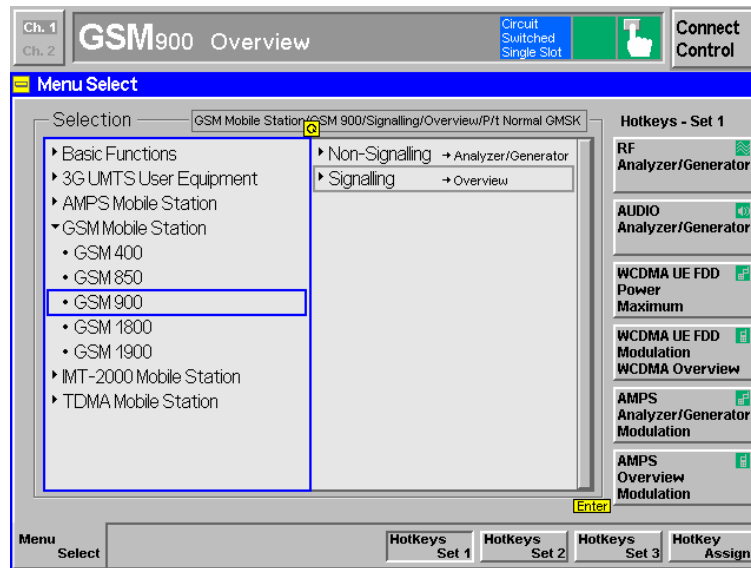 Ch. 1
Ch. 2
GSM900 Overview
Circuit
Switched
Single Slot
Connect
Control
Menu Select
Selection
GSM Mobile Station/GSM 900/Signalling/Overview/P/t Normal GMSK
Q
Basic Functions
3G UMTS User Equipment
AMPS Mobile Station
GSM Mobile Station
• GSM 400
• GSM 850
• GSM 900
• GSM 1800
• GSM 1900
IMT-2000 Mobile Station
TDMA Mobile Station
Non-Signalling → Analyzer/Generator
Signalling → Overview
Enter
Hotkeys - Set 1
RF
Analyzer/Generator
AUDIO
Analyzer/Generator
WCDMA UE FDD
Power
Maximum
WCDMA UE FDD
Modulation
WCDMA Overview
AMPS
Analyzer/Generator
Modulation
AMPS
Overview
Modulation
Menu
Select
Hotkeys
Set 1
Hotkeys
Set 2
Hotkeys
Set 3
Hotkey
Assign